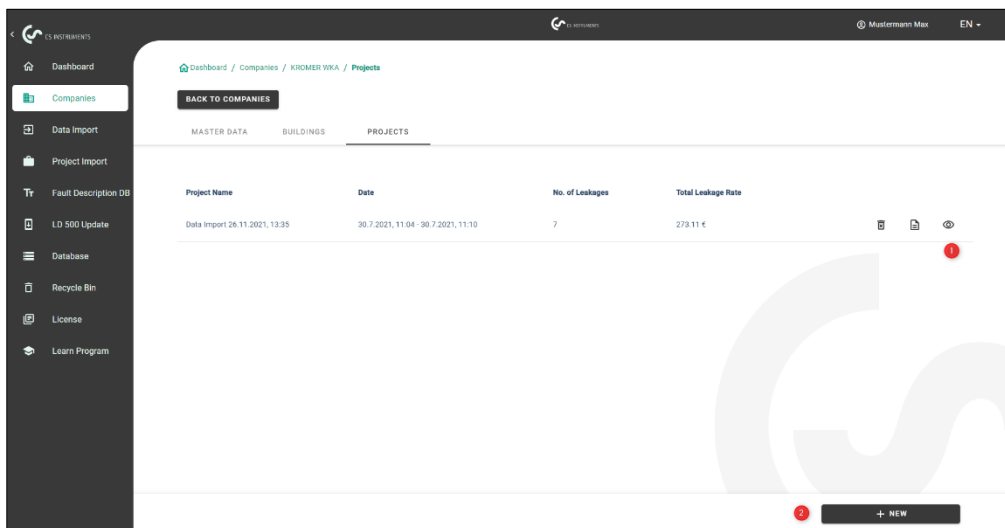 CS INSTRUMENTS
CS INSTRUMENTS
Mustermann Max
EN
Dashboard
Companies
Data Import
Project Import
Fault Description DB
LD 500 Update
Database
Recycle Bin
License
Learn Program
Dashboard / Companies / KROMER WKA / Projects
BACK TO COMPANIES
MASTER DATA BUILDINGS PROJECTS
Project Name Date No. of Leakages Total Leakage Rate
Data Import 26.11.2021, 13:35 30.7.2021, 11:04 - 30.7.2021, 11:10 7 273.11 €
1
2 + NEW